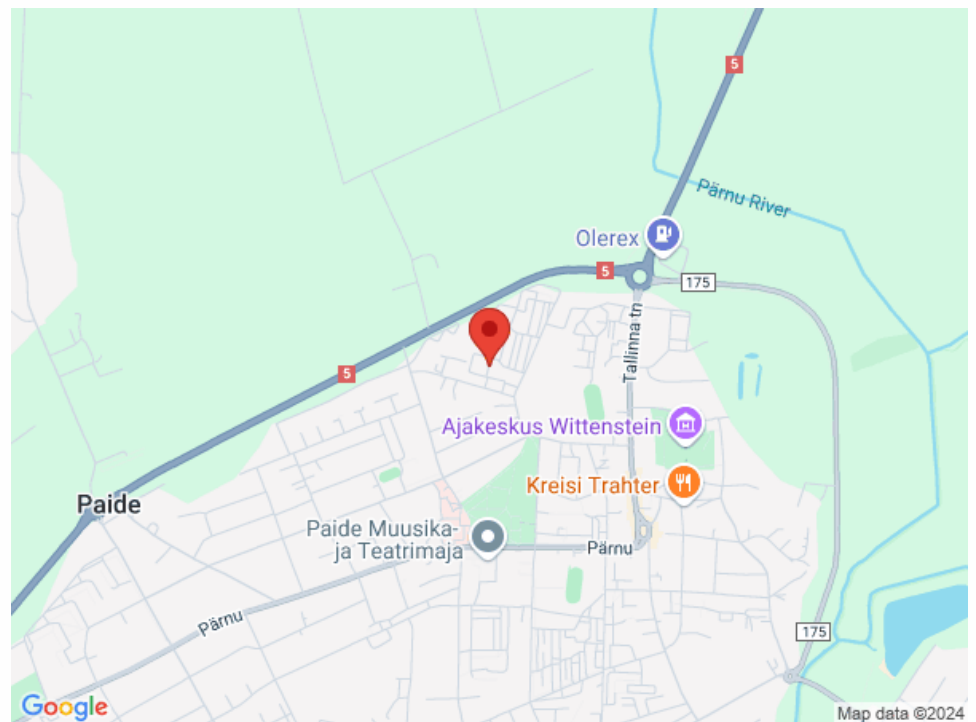 5
Pärnu River
Olerex
5
175
Tallinna tn
5
Ajakeskus Wittenstein
Kreisi Trahter
Paide
Paide Muusika-
ja Teatrimaja
Pärnu
Pärnu
175
Google
Map data ©2024